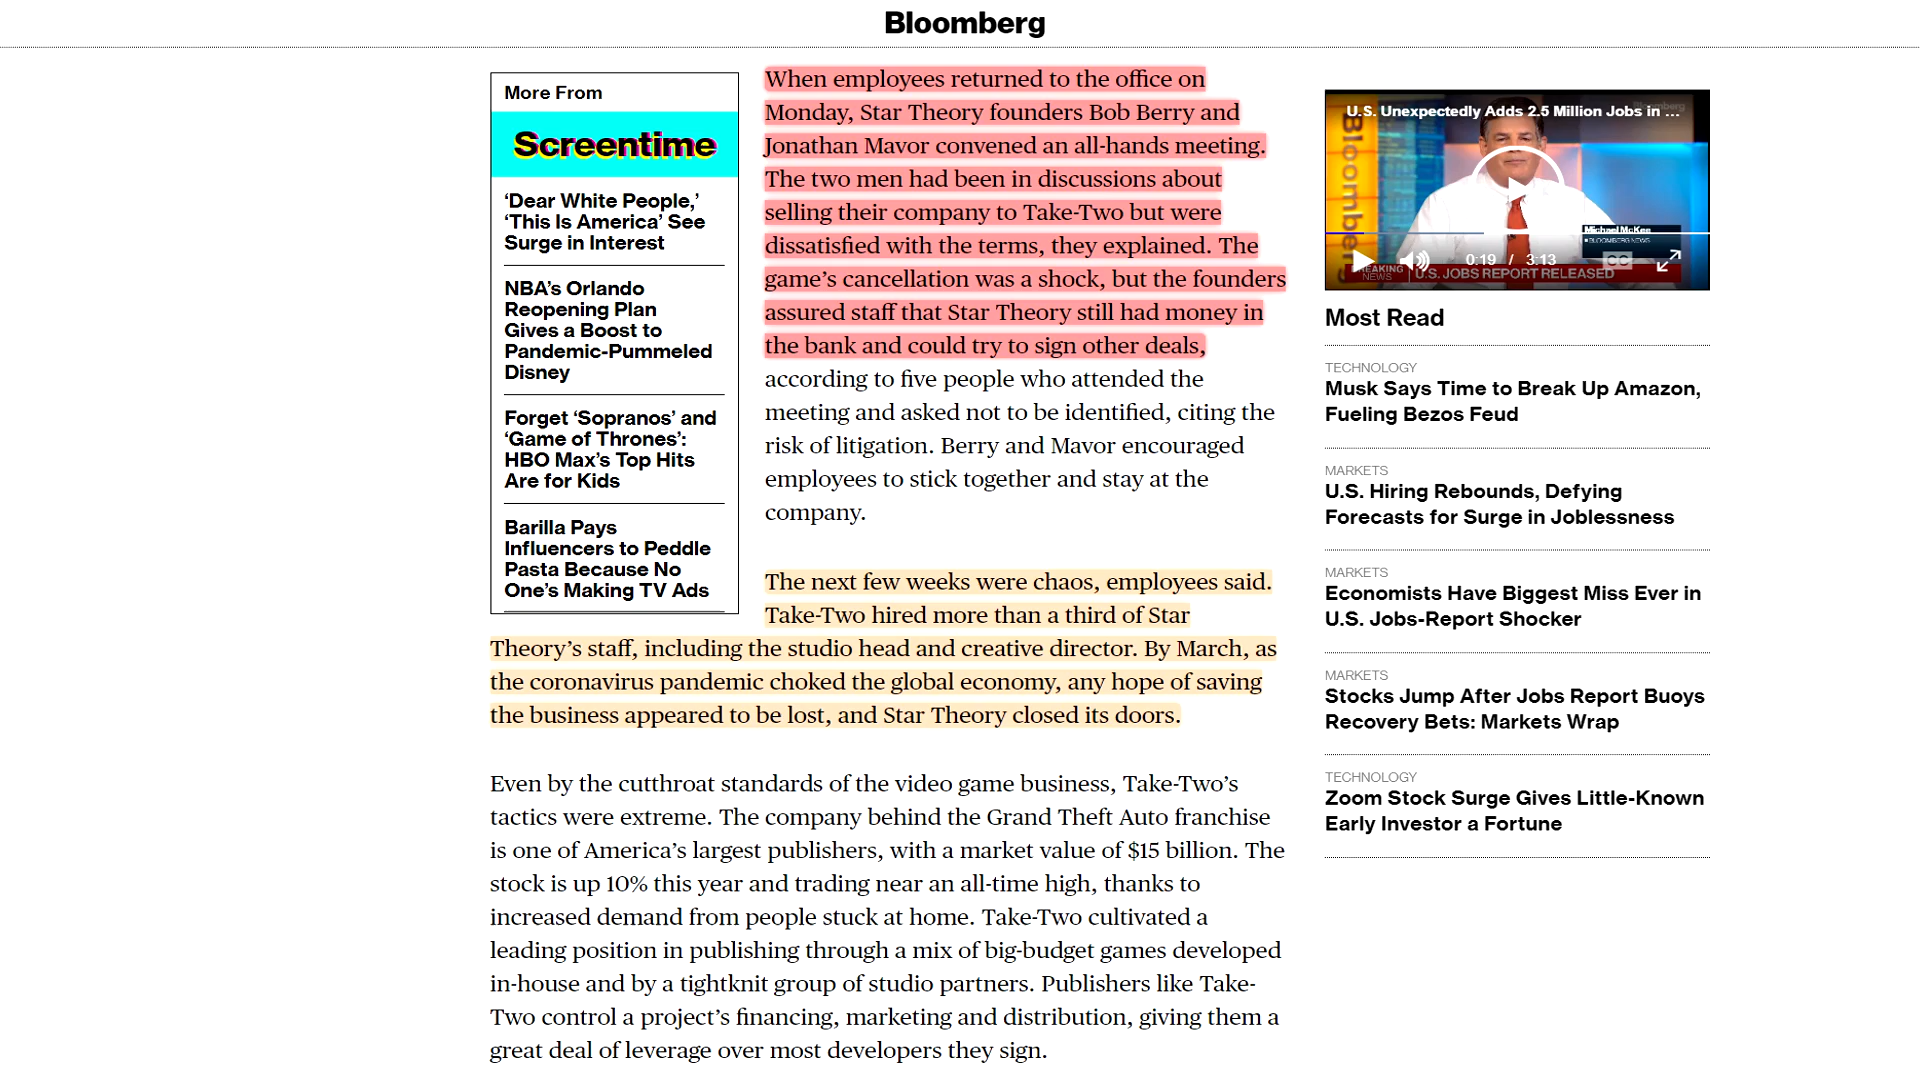 Bloomberg
More From
Screentime
‘Dear White People,’
‘This Is America’ See
Surge in Interest
NBA’s Orlando
Reopening Plan
Gives a Boost to
Pandemic-Pummeled
Disney
Forget ‘Sopranos’ and
‘Game of Thrones’:
HBO Max’s Top Hits
Are for Kids
Barilla Pays
Influencers to Peddle
Pasta Because No
One’s Making TV Ads
When employees returned to the office on
Monday, Star Theory founders Bob Berry and
Jonathan Mavor convened an all-hands meeting.
The two men had been in discussions about
selling their company to Take-Two but were
dissatisfied with the terms, they explained. The
game’s cancellation was a shock, but the founders
assured staff that Star Theory still had money in
the bank and could try to sign other deals,
according to five people who attended the
meeting and asked not to be identified, citing the
risk of litigation. Berry and Mavor encouraged
employees to stick together and stay at the
company.
The next few weeks were chaos, employees said.
Take-Two hired more than a third of Star
Theory’s staff, including the studio head and creative director. By March, as
the coronavirus pandemic choked the global economy, any hope of saving
the business appeared to be lost, and Star Theory closed its doors.
Even by the cutthroat standards of the video game business, Take-Two’s
tactics were extreme. The company behind the Grand Theft Auto franchise
is one of America’s largest publishers, with a market value of $15 billion. The
stock is up 10% this year and trading near an all-time high, thanks to
increased demand from people stuck at home. Take-Two cultivated a
leading position in publishing through a mix of big-budget games developed
in-house and by a tightknit group of studio partners. Publishers like Take-
Two control a project’s financing, marketing and distribution, giving them a
great deal of leverage over most developers they sign.
U.S. Unexpectedly Adds 2.5 Million Jobs in ...
Bloomberg
Bloomberg
Michael McKee
BLOOMBERG NEWS
0:19 / 3:13
CC
BREAKING
NEWS
U.S. JOBS REPORT RELEASED
Most Read
TECHNOLOGY
Musk Says Time to Break Up Amazon,
Fueling Bezos Feud
MARKETS
U.S. Hiring Rebounds, Defying
Forecasts for Surge in Joblessness
MARKETS
Economists Have Biggest Miss Ever in
U.S. Jobs-Report Shocker
MARKETS
Stocks Jump After Jobs Report Buoys
Recovery Bets: Markets Wrap
TECHNOLOGY
Zoom Stock Surge Gives Little-Known
Early Investor a Fortune